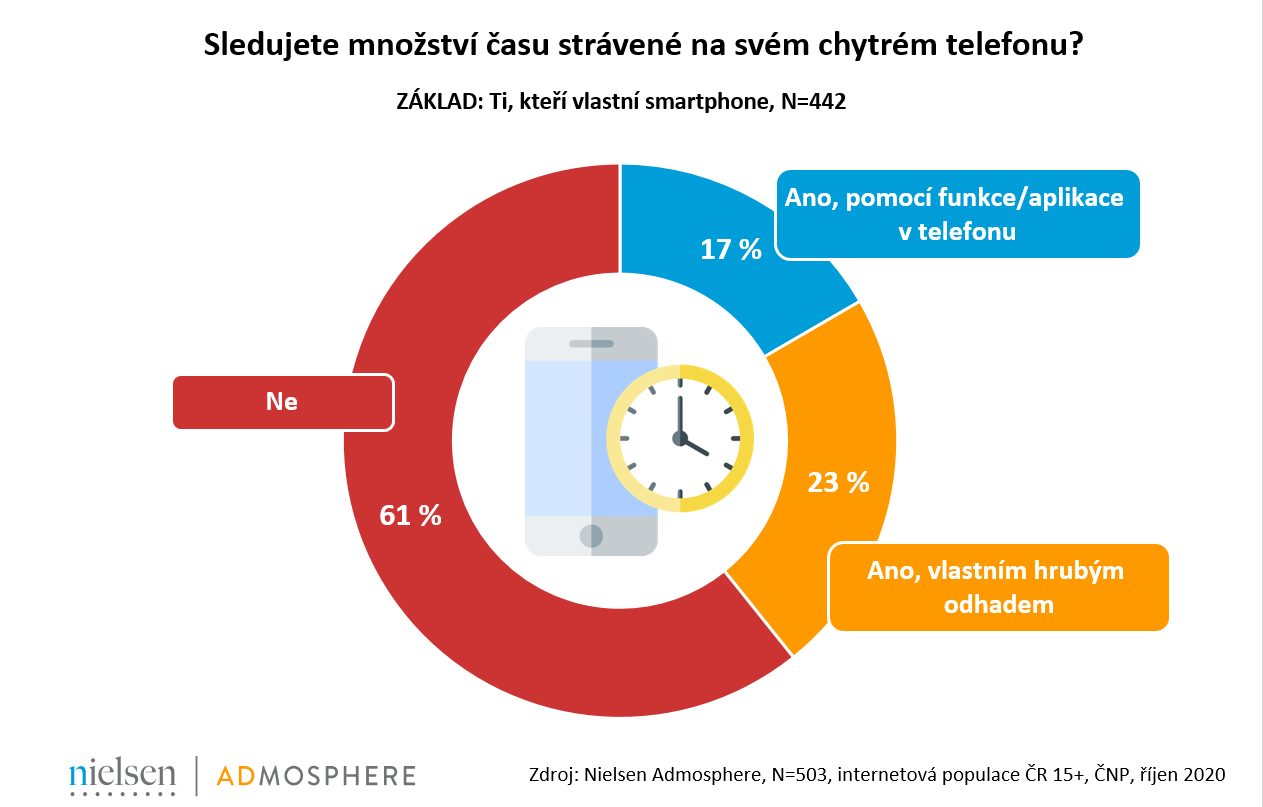 Sledujete množství času strávené na svém chytrém telefonu?
ZÁKLAD: Ti, kteří vlastní smartphone, N=442
Ano, pomocí funkce/aplikace
v telefonu
17 %
Ne
23 %
61 %
Ano, vlastním hrubým
odhadem
nielsen | ADMOSPHERE
Zdroj: Nielsen Admosphere, N=503, internetová populace ČR 15+, ČNP, říjen 2020